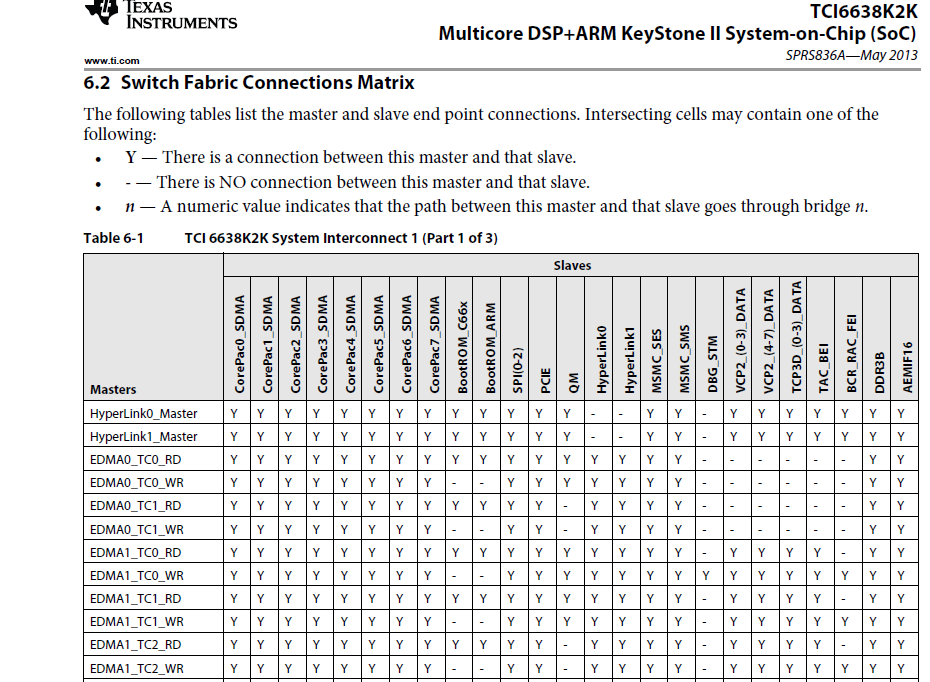 TEXAS
INSTRUMENTS
www.ti.com
TCI6638K2K
Multicore DSP+ARM KeyStone II System-on-Chip (SoC)
SPRS836A—May 2013
6.2 Switch Fabric Connections Matrix
The following tables list the master and slave end point connections. Intersecting cells may contain one of the
following:
• Y — There is a connection between this master and that slave.
• - — There is NO connection between this master and that slave.
• n — A numeric value indicates that the path between this master and that slave goes through bridge n.
Table 6-1 TCI 6638K2K System Interconnect 1 (Part 1 of 3)
Slaves
Masters CorePac0_SDMA CorePac1_SDMA CorePac2_SDMA CorePac3_SDMA CorePac4_SDMA CorePac5_SDMA CorePac6_SDMA CorePac7_SDMA BootROM_C66x BootROM_ARM SPI(0-2) PCIE QM HyperLink0 HyperLink1 MSMC_SES MSMC_SMS DBG_STM VCP2_(0-3)_DATA VCP2_(4-7)_DATA TCP3D_(0-3)_DATA TAC_BEI BCR_RAC_FEI DDR3B AEMIF16
HyperLink0_Master Y Y Y Y Y Y Y Y Y Y Y Y Y - - Y Y - Y Y Y Y Y Y Y
HyperLink1_Master Y Y Y Y Y Y Y Y Y Y Y Y Y - - Y Y - Y Y Y Y Y Y Y
EDMA0_TC0_RD Y Y Y Y Y Y Y Y Y Y Y Y Y Y Y Y Y - - - - - - Y Y
EDMA0_TC0_WR Y Y Y Y Y Y Y Y - - Y Y Y Y Y Y Y - - - - - - Y Y
EDMA0_TC1_RD Y Y Y Y Y Y Y Y Y Y Y Y - Y Y Y Y - - - - - - Y Y
EDMA0_TC1_WR Y Y Y Y Y Y Y Y - - Y Y - Y Y Y Y - - - - - - Y Y
EDMA1_TC0_RD Y Y Y Y Y Y Y Y Y Y Y Y Y Y Y Y Y - Y Y Y Y - Y Y
EDMA1_TC0_WR Y Y Y Y Y Y Y Y - - Y Y Y Y Y Y Y Y Y Y Y Y Y Y Y
EDMA1_TC1_RD Y Y Y Y Y Y Y Y Y Y Y Y Y Y Y Y Y - Y Y Y Y - Y Y
EDMA1_TC1_WR Y Y Y Y Y Y Y Y - - Y Y Y Y Y Y Y - Y Y Y Y Y Y Y
EDMA1_TC2_RD Y Y Y Y Y Y Y Y Y Y Y Y - Y Y Y Y - Y Y Y Y - Y Y
EDMA1_TC2_WR Y Y Y Y Y Y Y Y - - Y Y - Y Y Y Y - Y Y Y Y Y Y Y